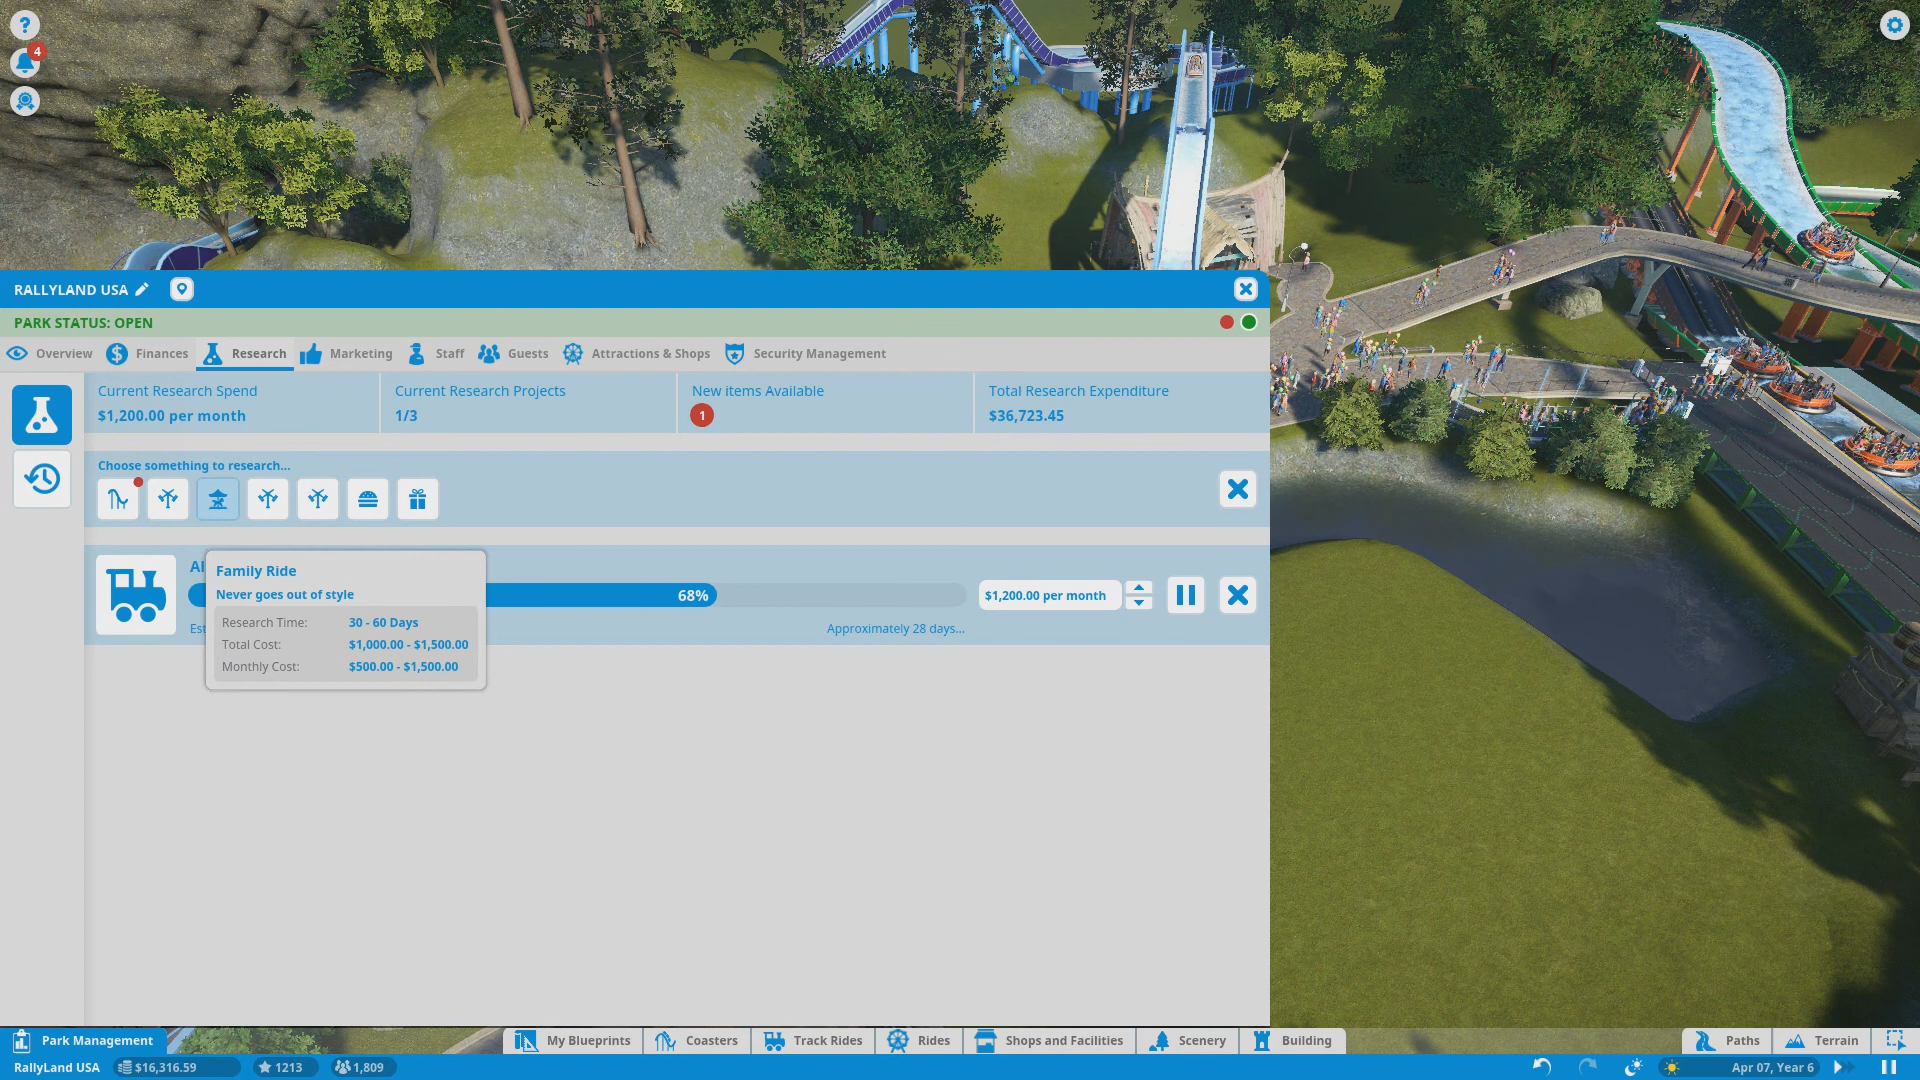 ?
4
RALLYLAND USA
PARK STATUS: OPEN
Overview
Finances
Research
Marketing
Staff
Guests
Attractions & Shops
Security Management
Current Research Spend
$1,200.00 per month
Current Research Projects
1/3
New items Available
1
Total Research Expenditure
$36,723.45
Choose something to research...
68%
$1,200.00 per month
Approximately 28 days...
Family Ride
Never goes out of style
Research Time: 30 - 60 Days
Total Cost: $1,000.00 - $1,500.00
Monthly Cost: $500.00 - $1,500.00
Park Management
My Blueprints
Coasters
Track Rides
Rides
Shops and Facilities
Scenery
Building
Paths
Terrain
RallyLand USA
$16,316.59
1213
1,809
Apr 07, Year 6